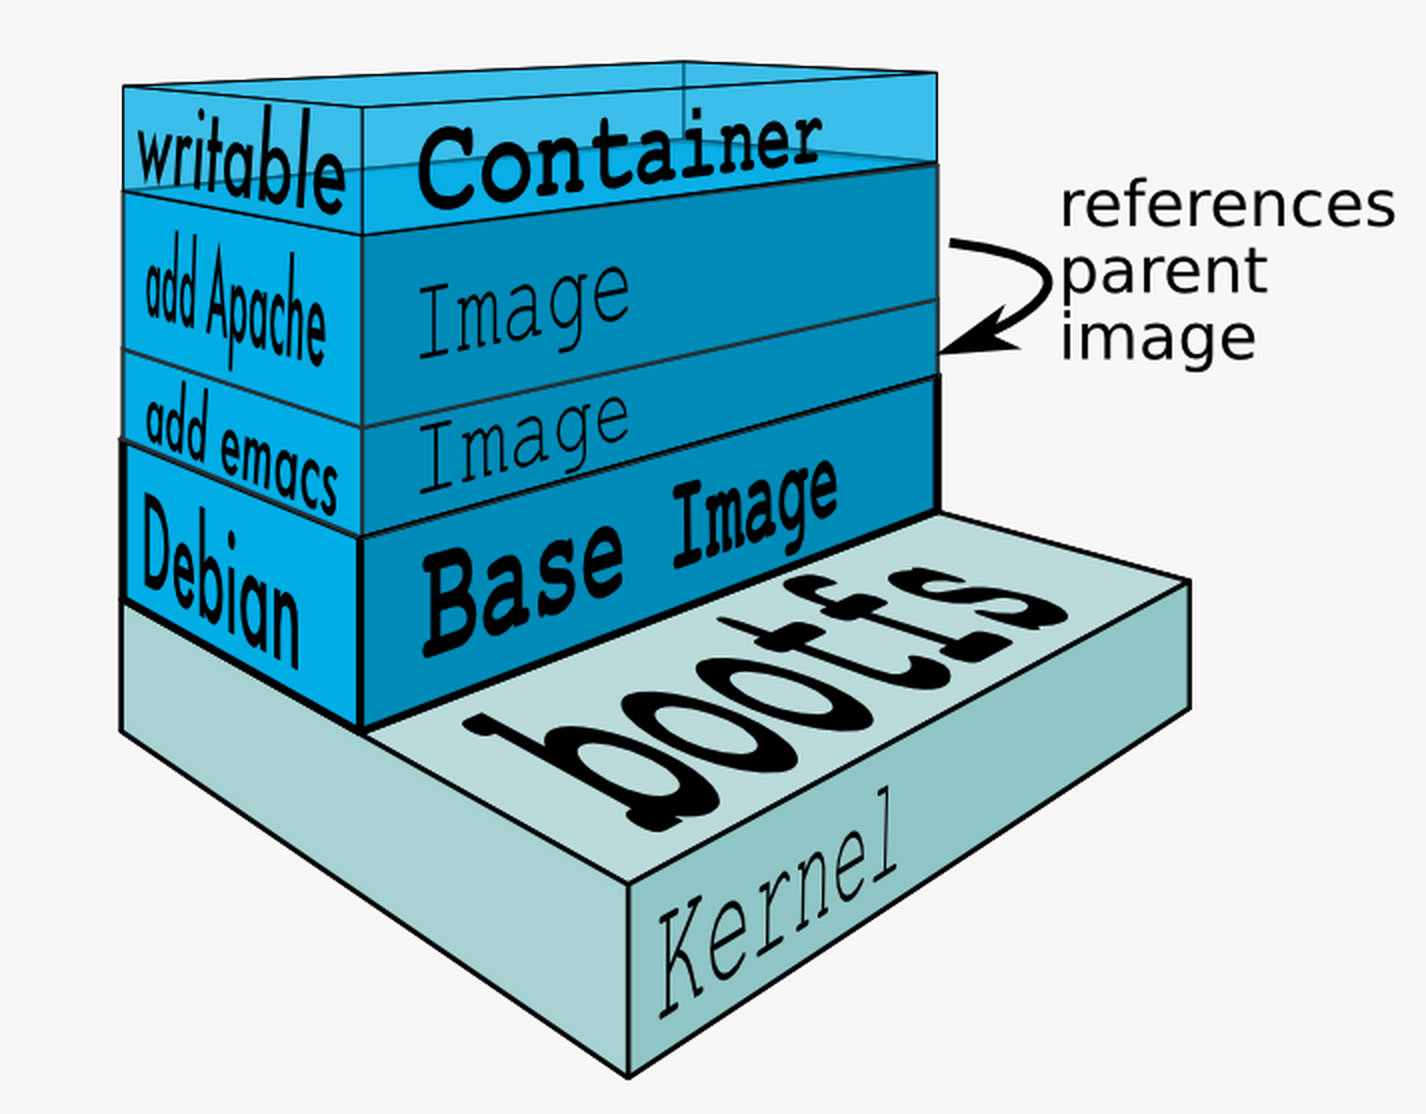 writable
Container
references
parent
image
add Apache
Image
add emacs
Image
Debian
Base Image
bootfs
Kernel